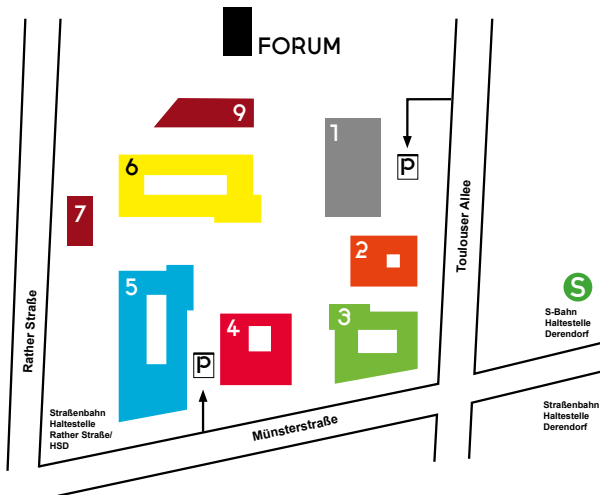 FORUM
9
1
6
P
7
2
Toulouser Allee
5
S
3
4
S-Bahn
Haltestelle
Derendorf
Rather Straße
P
Straßenbahn
Haltestelle
Derendorf
Straßenbahn
Haltestelle
Rather Straße/
HSD
Münsterstraße